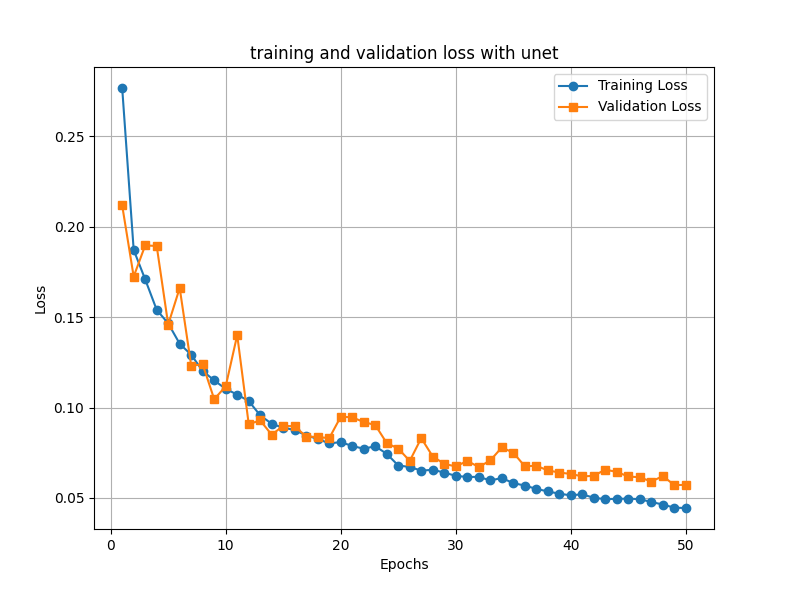 training and validation loss with unet
Training Loss
Validation Loss
0.25
0.20
0.15
0.10
0.05
Loss
0 10 20 30 40 50
Epochs